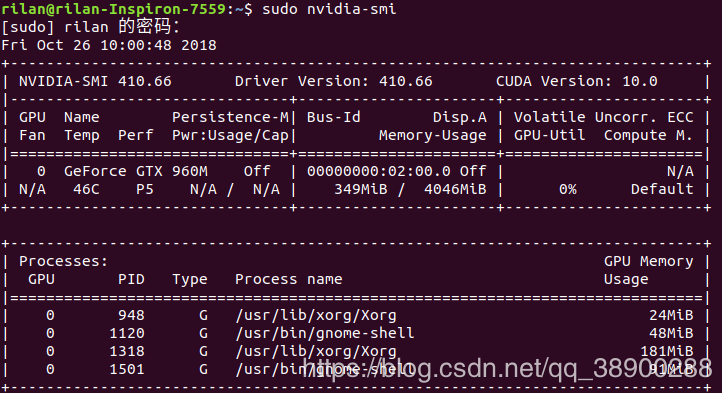 rilan@rilan-Inspiron-7559:~$ sudo nvidia-smi
[sudo] rilan 的密码：
Fri Oct 26 10:00:48 2018
+-----------------------------------------------------------------------------+
| NVIDIA-SMI 410.66       Driver Version: 410.66       CUDA Version: 10.0     |
|-------------------------------+----------------------+----------------------+
| GPU  Name        Persistence-M| Bus-Id        Disp.A | Volatile Uncorr. ECC |
| Fan  Temp  Perf  Pwr:Usage/Cap|         Memory-Usage | GPU-Util  Compute M. |
|===============================+======================+======================|
|   0  GeForce GTX 960M    Off  | 00000000:02:00.0 Off |                  N/A |
| N/A   46C    P5    N/A /  N/A |    349MiB /  4046MiB |      0%      Default |
+-------------------------------+----------------------+----------------------+
+-----------------------------------------------------------------------------+
| Processes:                                                       GPU Memory |
|  GPU       PID   Type   Process name                             Usage      |
|=============================================================================|
|    0       948      G   /usr/lib/xorg/Xorg                            24MiB |
|    0      1120      G   /usr/bin/gnome-shell                          48MiB |
|    0      1318      G   /usr/lib/xorg/Xorg                           181MiB |
|    0      1501      G   /usr/bin/gnome-shell                          91MiB |
+-----------------------------------------------------------------------------+
https://blog.csdn.net/qq_38900288